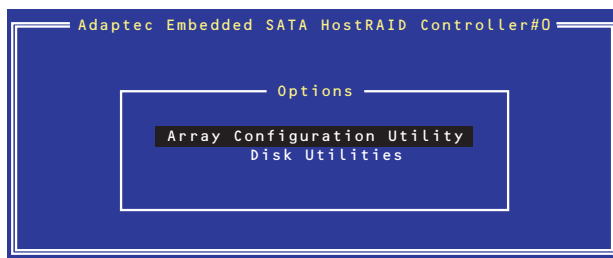 Adaptec Embedded SATA HostRAID Controller#0
Options
Array Configuration Utility
Disk Utilities